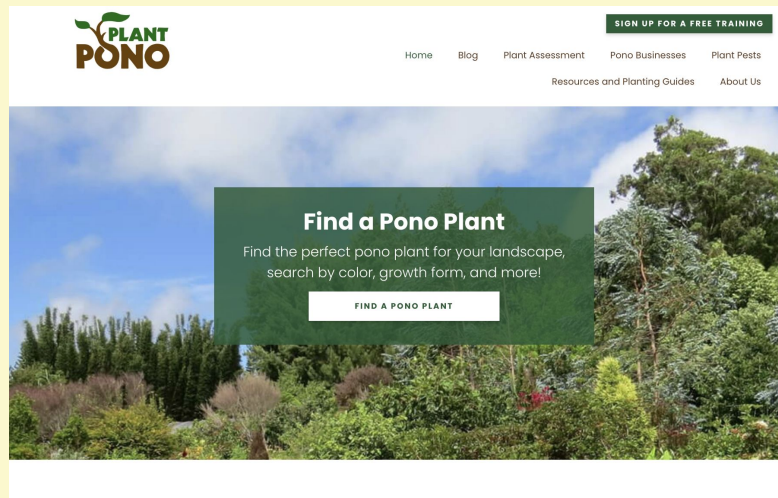 PLANT
PONO
SIGN UP FOR A FREE TRAINING
Home Blog Plant Assessment Pono Businesses Plant Pests
Resources and Planting Guides About Us
Find a Pono Plant
Find the perfect pono plant for your landscape,
search by color, growth form, and more!
FIND A PONO PLANT